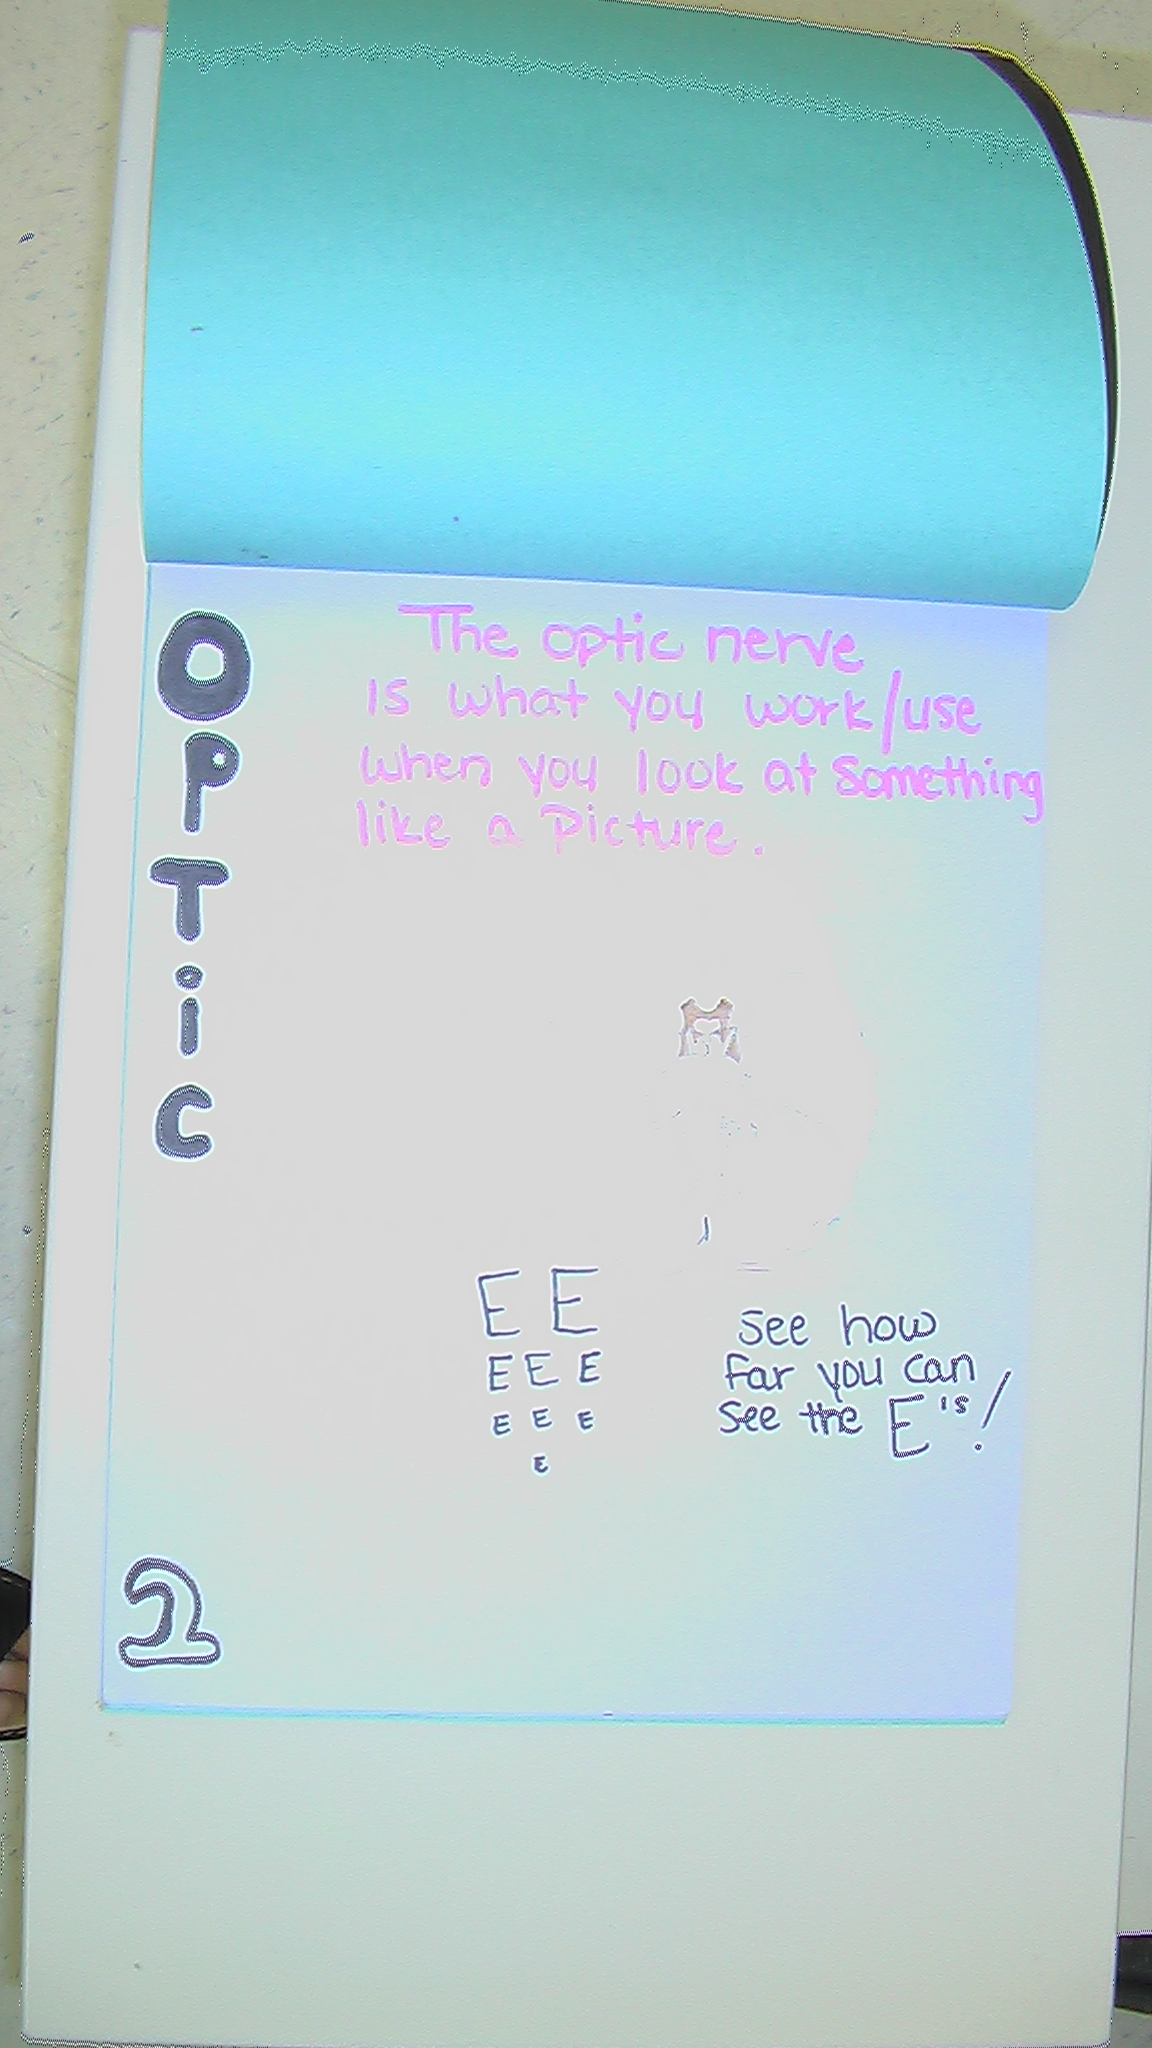 OPTiC
The optic nerve
is what you work/use
when you look at something
like a picture.
E E
E E E
E E E
E
See how
far you can
see the E's!
2